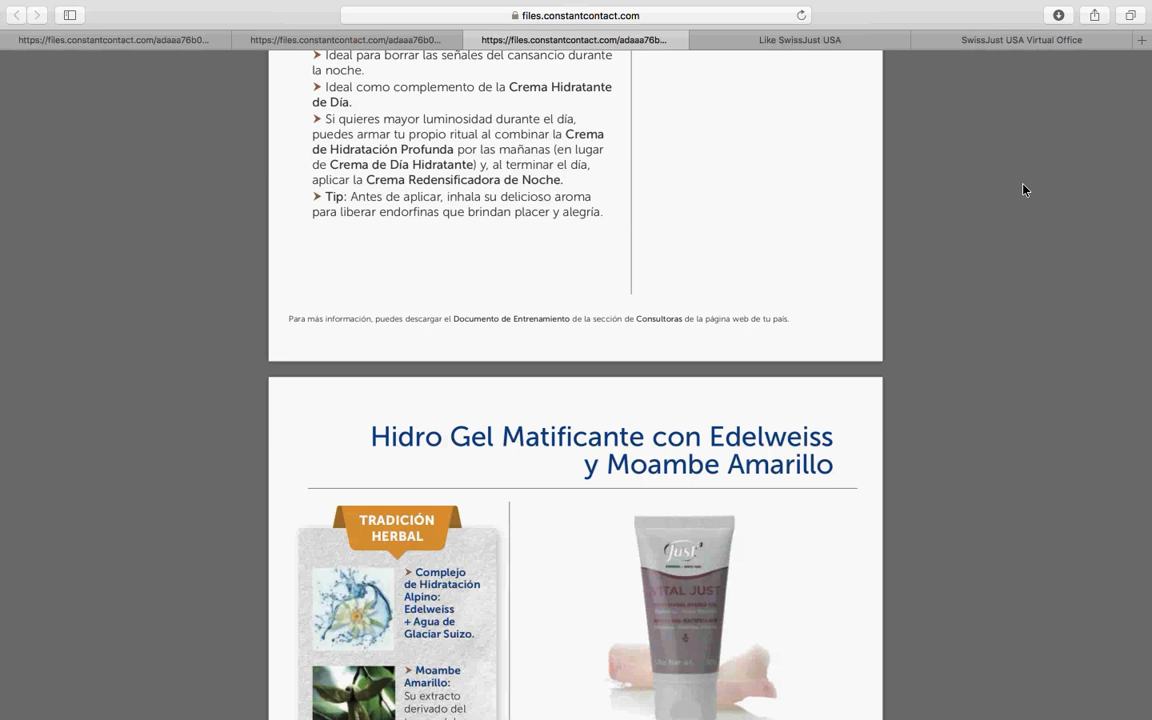 files.constantcontact.com
https://files.constantcontact.com/adaaa76b0...
https://files.constantcontact.com/adaaa76b0...
https://files.constantcontact.com/adaaa76b...
Like SwissJust USA
SwissJust USA Virtual Office
➤ Ideal para borrar las señales del cansancio durante
la noche.
➤ Ideal como complemento de la Crema Hidratante
de Día.
➤ Si quieres mayor luminosidad durante el día,
puedes armar tu propio ritual al combinar la Crema
de Hidratación Profunda por las mañanas (en lugar
de Crema de Día Hidratante) y, al terminar el día,
aplicar la Crema Redensificadora de Noche.
➤ Tip: Antes de aplicar, inhala su delicioso aroma
para liberar endorfinas que brindan placer y alegría.
Para más información, puedes descargar el Documento de Entrenamiento de la sección de Consultoras de la página web de tu país.
Hidro Gel Matificante con Edelweiss
y Moambe Amarillo
TRADICIÓN
HERBAL
➤ Complejo
de Hidratación
Alpino:
Edelweiss
+ Agua de
Glaciar Suizo.
➤ Moambe
Amarillo:
Su extracto
derivado del
Just
VITAL JUST